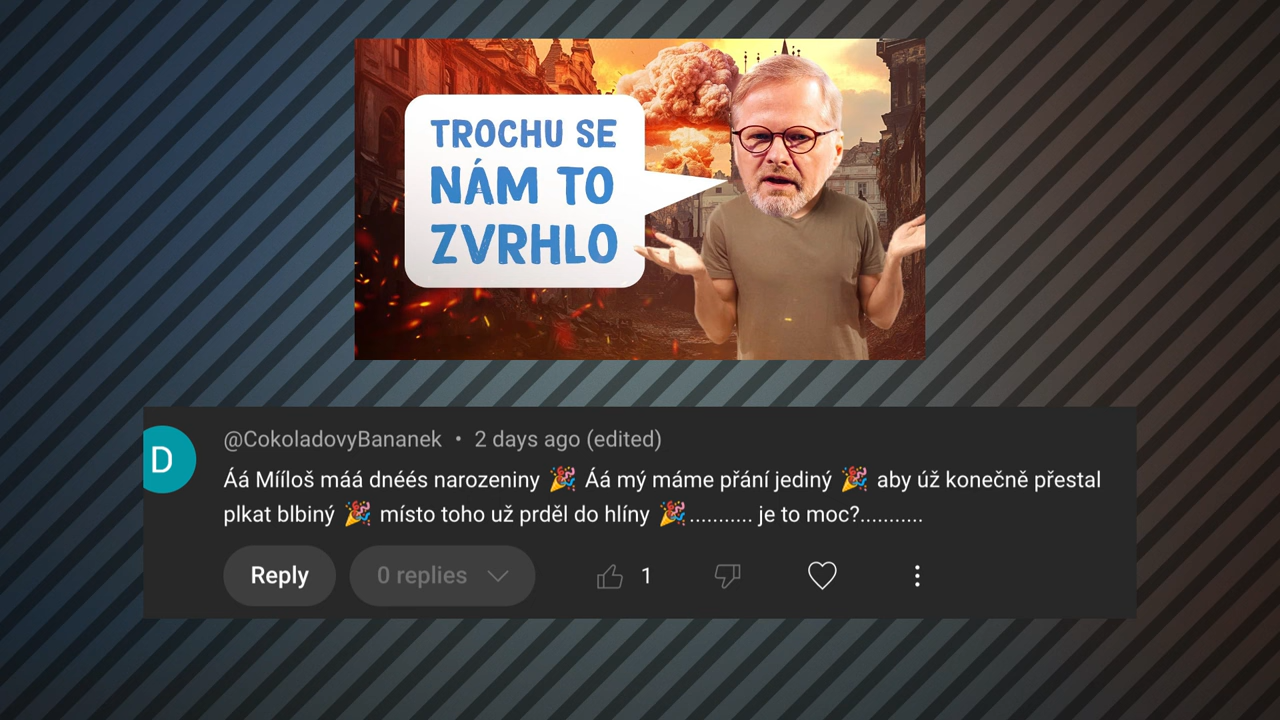 TROCHU SE
NÁM TO
ZVRHLO
D
@CokoladovyBananek • 2 days ago (edited)
Áá Mííloš máá dnéés narozeniny 🎉 Áá mý máme přání jediný 🎉 aby úž konečně přestal
plkat blbiný 🎉 místo toho už prděl do hlíny 🎉........... je to moc?...........
Reply
0 replies
1